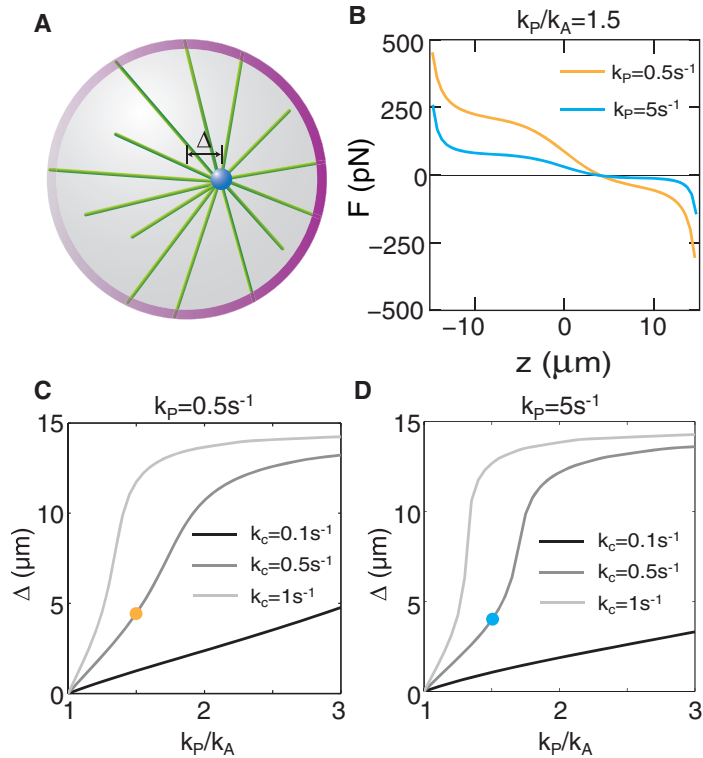 A
Δ
B
kP/kA=1.5
500
250
0
−250
−500
F (pN)
kP=0.5s⁻¹
kP=5s⁻¹
−10
0
10
z (μm)
C
kP=0.5s⁻¹
15
10
5
0
Δ (μm)
kc=0.1s⁻¹
kc=0.5s⁻¹
kc=1s⁻¹
1
2
3
kP/kA
D
kP=5s⁻¹
15
10
5
0
Δ (μm)
kc=0.1s⁻¹
kc=0.5s⁻¹
kc=1s⁻¹
1
2
3
kP/kA